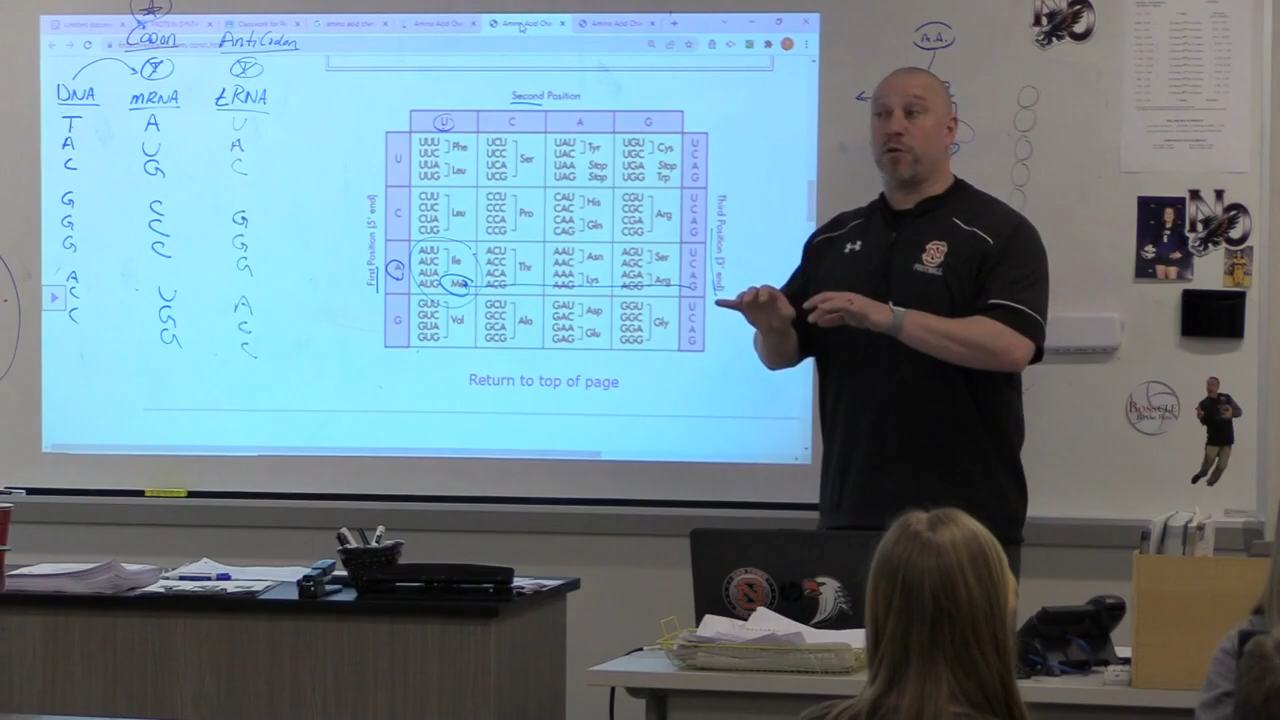 Codon AntiCodon
DNA mRNA tRNA
T A U
A U A
C G C
G C G
G C G
G C G
A U A
C G C
C G C
Second Position
U C A G
First Position (5' end)
Third Position (3' end)
U
UUU
UUC
Phe
UUA
UUG
Leu
UCU
UCC
UCA
UCG
Ser
UAU
UAC
Tyr
UAA Stop
UAG Stop
UGU
UGC
Cys
UGA Stop
UGG Trp
U
C
A
G
C
CUU
CUC
CUA
CUG
Leu
CCU
CCC
CCA
CCG
Pro
CAU
CAC
His
CAA
CAG
Gln
CGU
CGC
CGA
CGG
Arg
U
C
A
G
A
AUU
AUC
AUA
Ile
AUG
ACU
ACC
ACA
ACG
Thr
AAU
AAC
Asn
AAA
AAG
Lys
AGU
AGC
Ser
AGA
AGG
Arg
U
C
A
G
G
GUU
GUC
GUA
GUG
Val
GCU
GCC
GCA
GCG
Ala
GAU
GAC
Asp
GAA
GAG
Glu
GGU
GGC
GGA
GGG
Gly
U
C
A
G
Return to top of page
A.A.
FOOTBALL
NO
NO